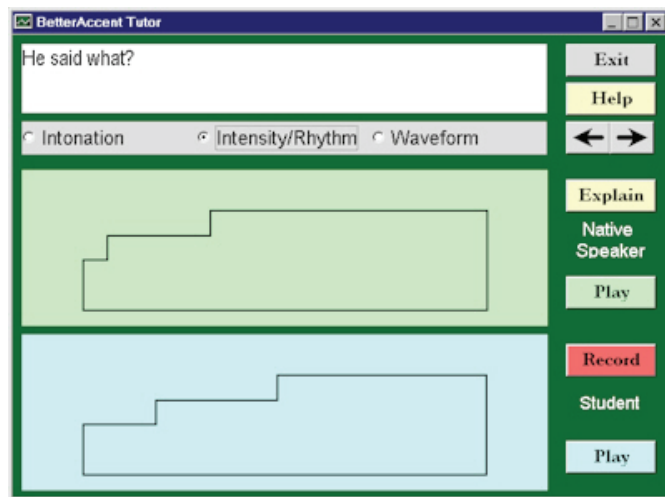 BetterAccent Tutor
He said what?
Exit
Help
Intonation Intensity/Rhythm Waveform
Explain
Native
Speaker
Play
Record
Student
Play